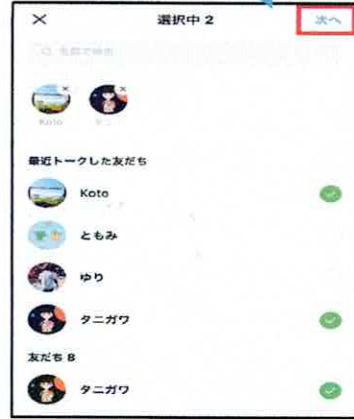 選択中 2
次へ
名前で検索
Koto
最近トークした友だち
Koto
ともみ
ゆり
タニガワ
友だち 8
タニガワ